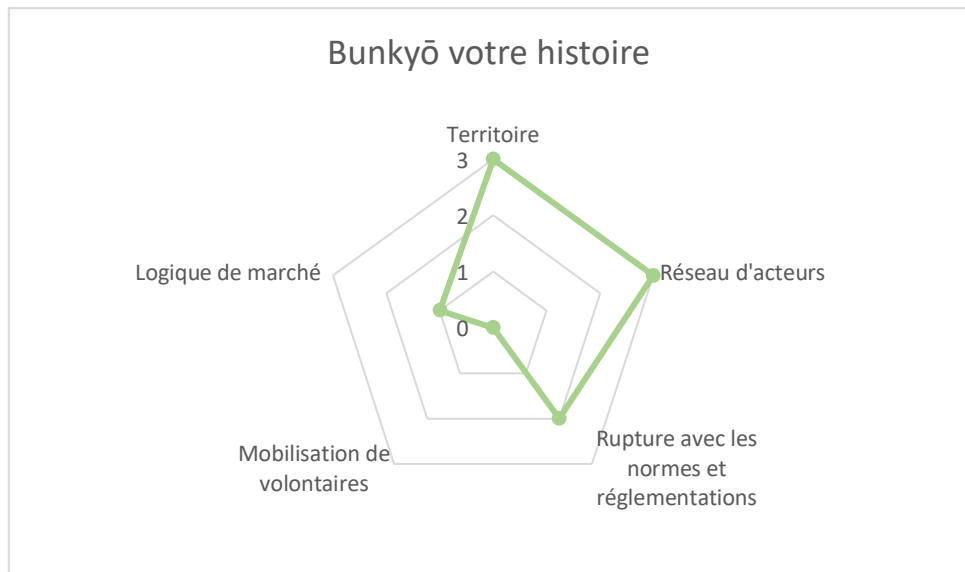 Bunkyō votre histoire
Territoire
3
2
1
0
Réseau d'acteurs
Rupture avec les
normes et
réglementations
Mobilisation de
volontaires
Logique de marché